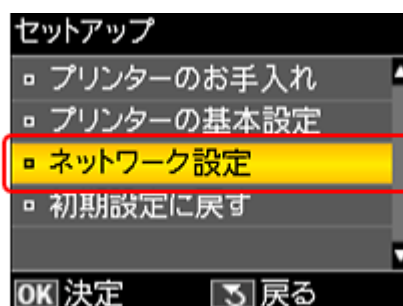 セットアップ
プリンターのお手入れ
プリンターの基本設定
ネットワーク設定
初期設定に戻す
OK 決定 戻る